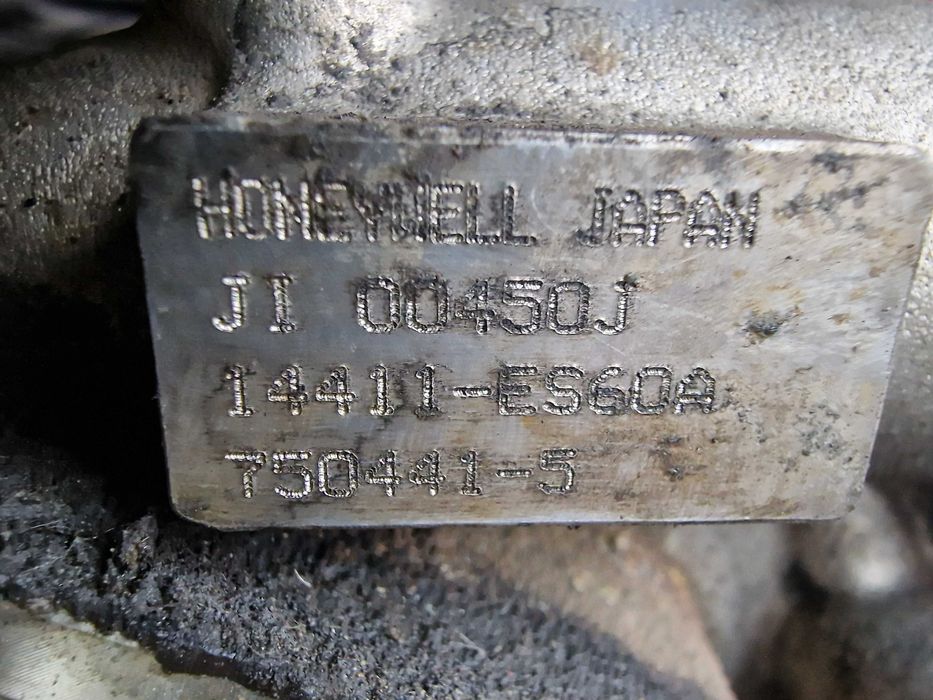 HONEYWELL JAPAN
JI 00450J
14411-ES60A
750441-5